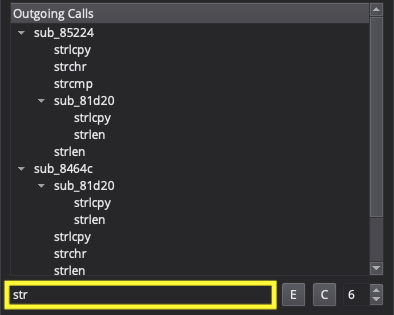 Outgoing Calls
sub_85224
strlcpy
strchr
strcmp
sub_81d20
strlcpy
strlen
strlen
sub_8464c
sub_81d20
strlcpy
strlen
strlcpy
strchr
strlen
str E C 6